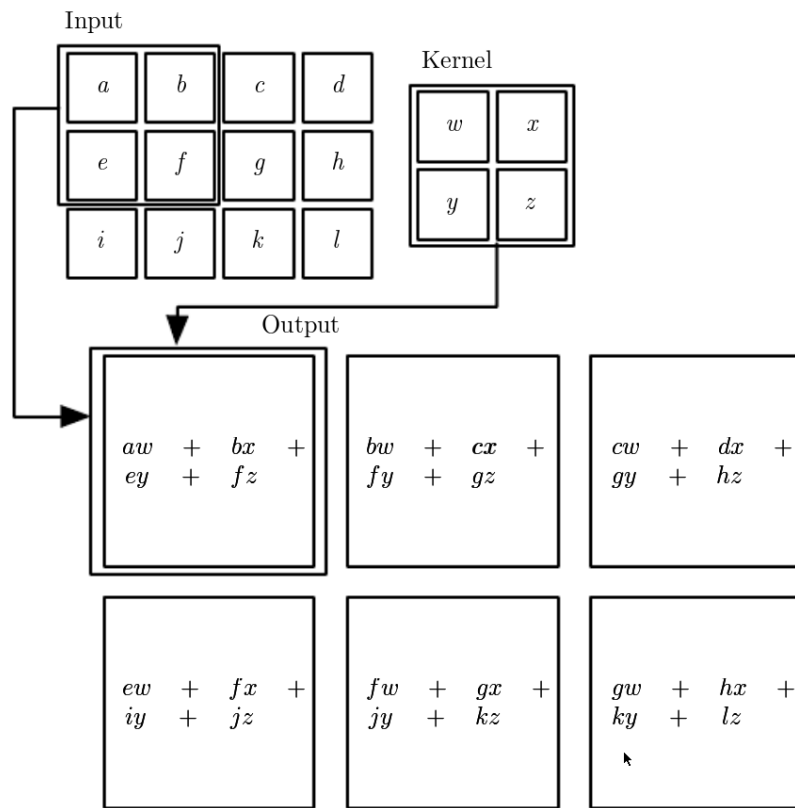 Input
a b c d
Kernel
w x
e f g h
y z
i j k l
Output
aw + bx +
ey + fz
bw + cx +
fy + gz
cw + dx +
gy + hz
ew + fx +
iy + jz
fw + gx +
jy + kz
gw + hx +
ky + lz